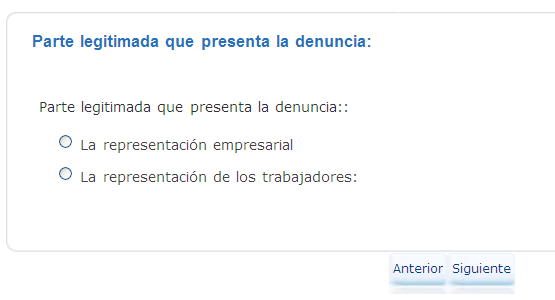 Parte legitimada que presenta la denuncia:
Parte legitimada que presenta la denuncia::
La representación empresarial
La representación de los trabajadores:
Anterior Siguiente